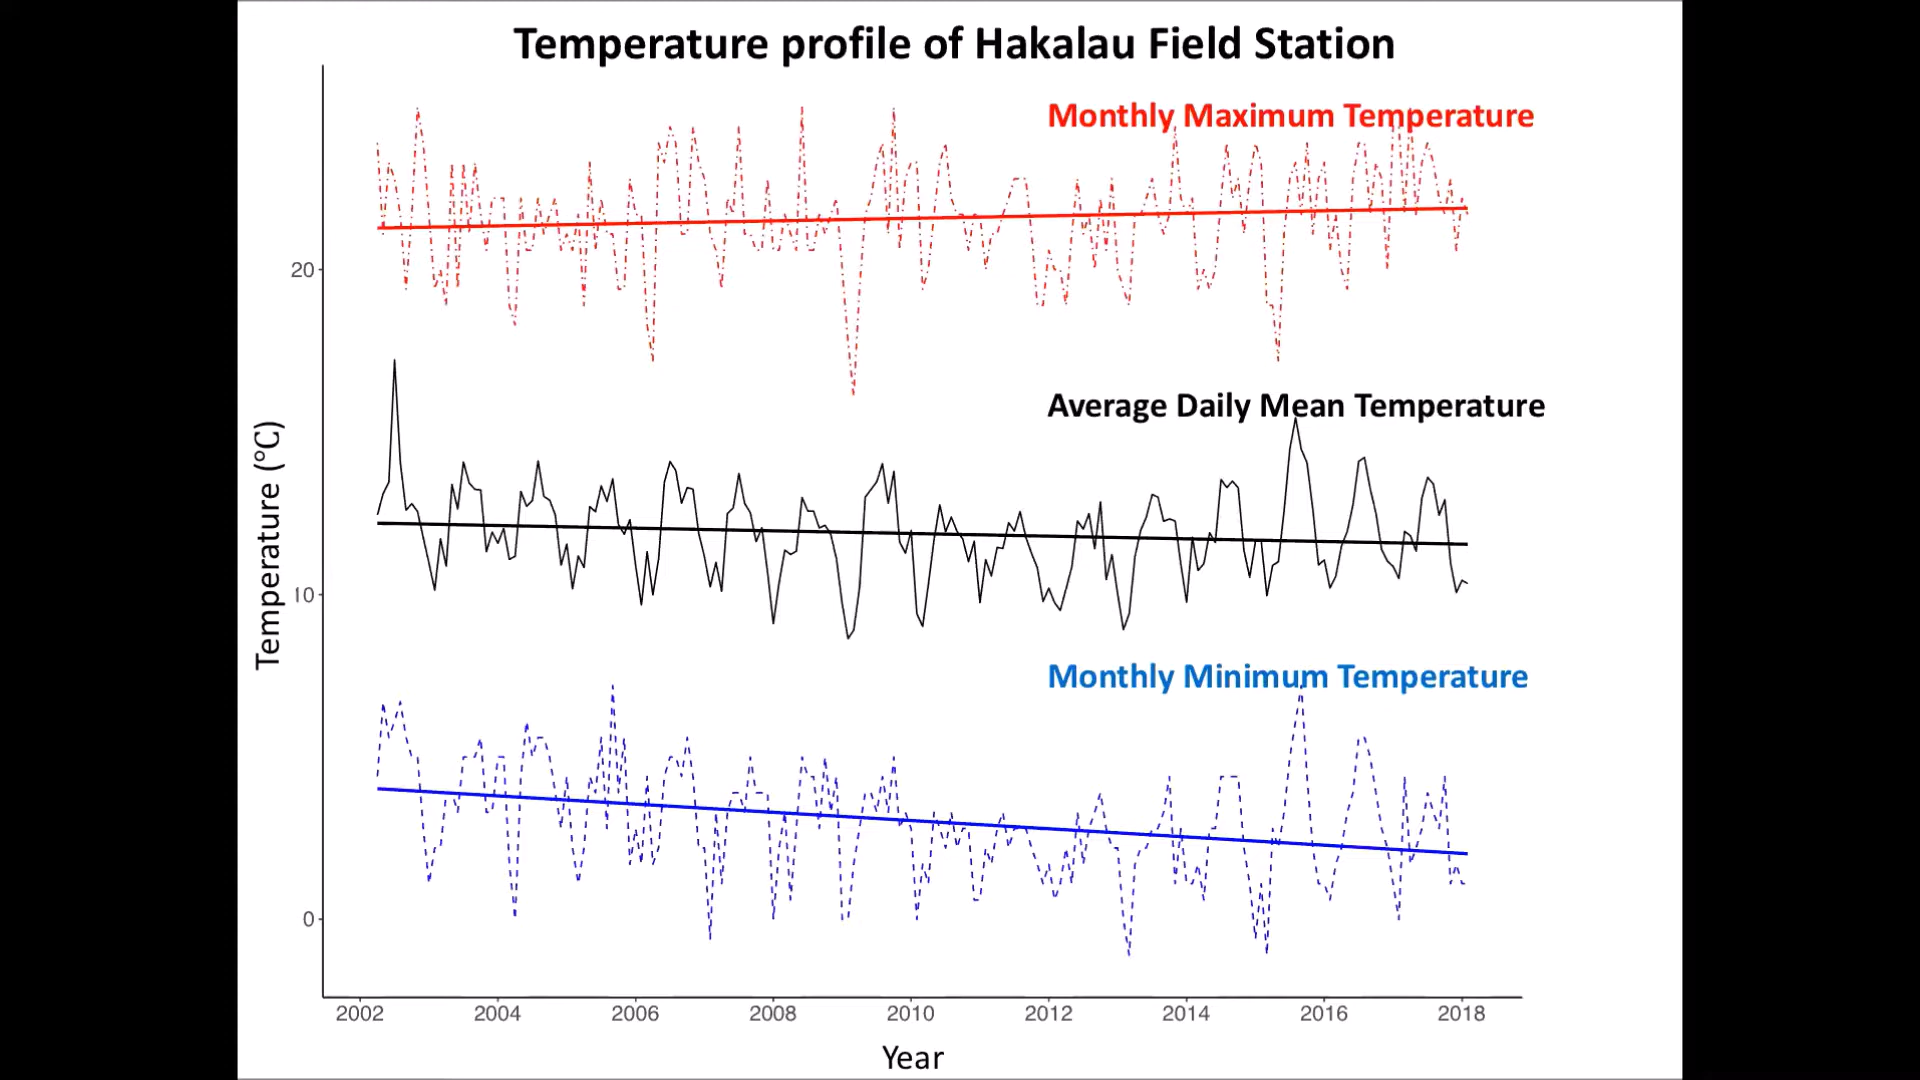 Temperature profile of Hakalau Field Station
Monthly Maximum Temperature
20
Average Daily Mean Temperature
Temperature (°C)
10
Monthly Minimum Temperature
0
2002 2004 2006 2008 2010 2012 2014 2016 2018
Year